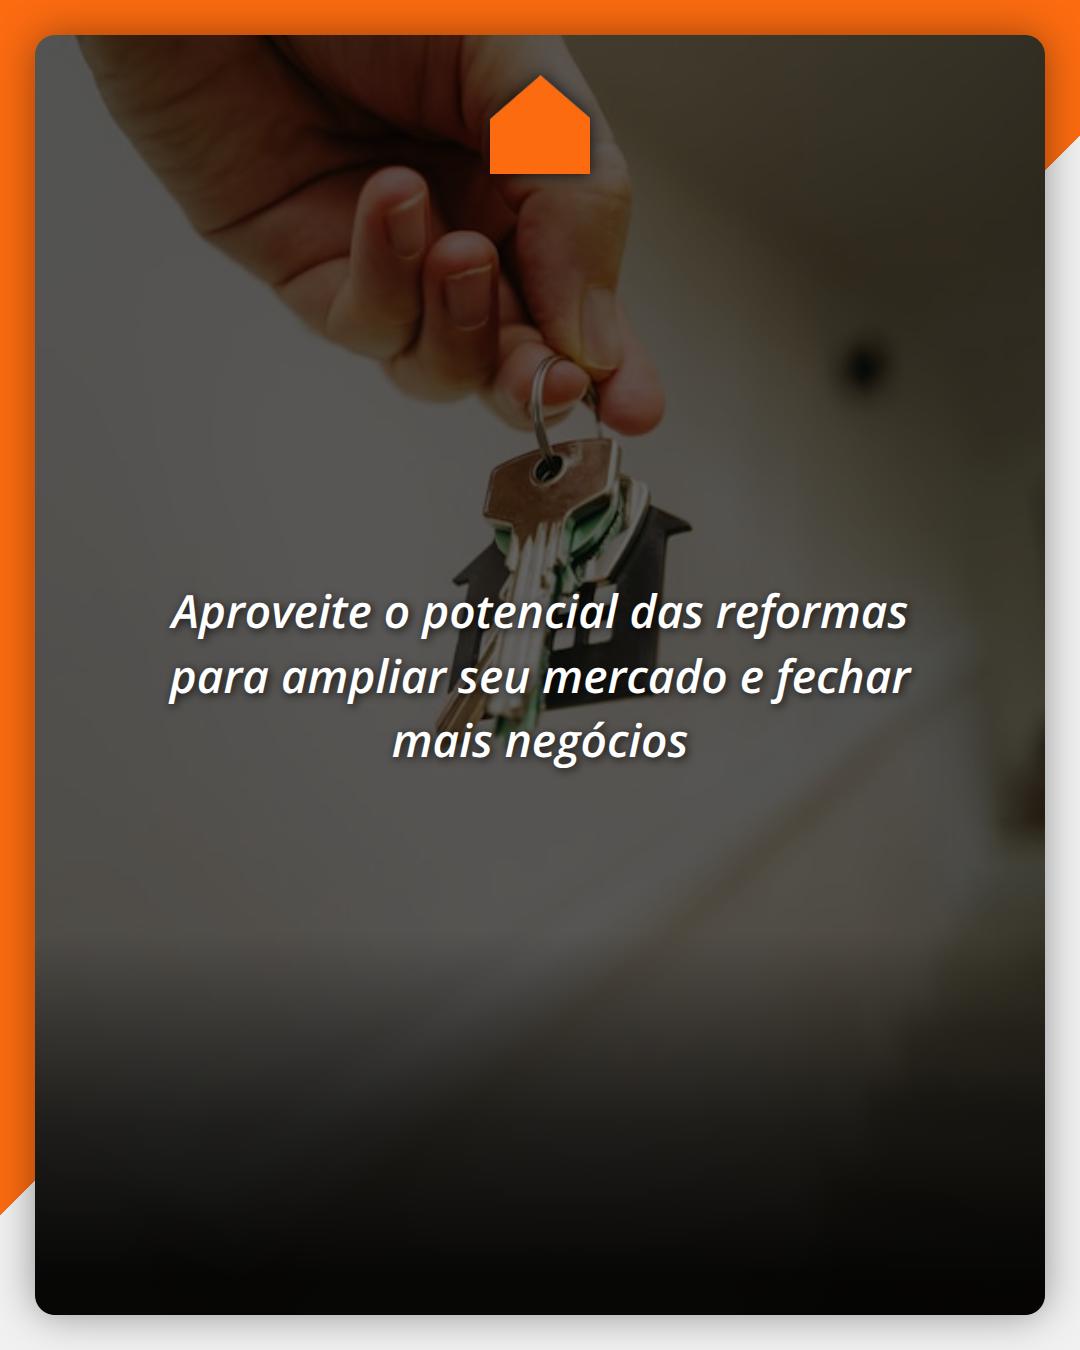 Aproveite o potencial das reformas
para ampliar seu mercado e fechar
mais negócios